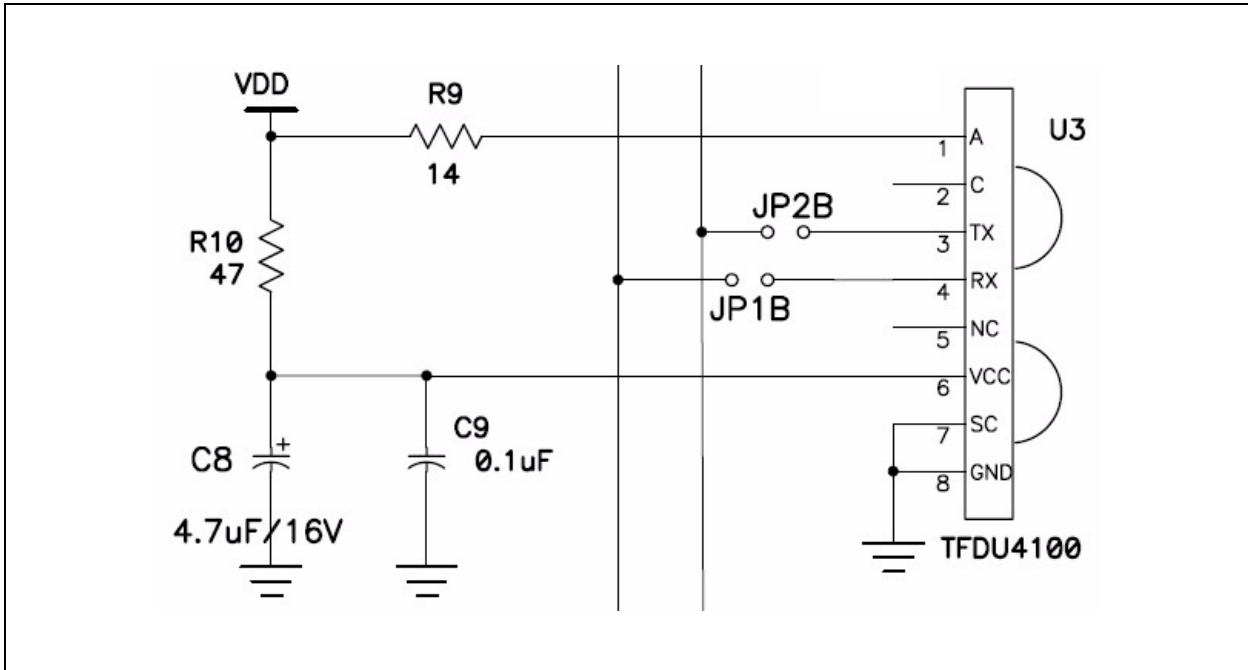 VDD
R9
14
R10
47
C8
+
4.7uF/16V
C9
0.1uF
JP2B
JP1B
U3
1 A
2 C
3 TX
4 RX
5 NC
6 VCC
7 SC
8 GND
TFDU4100